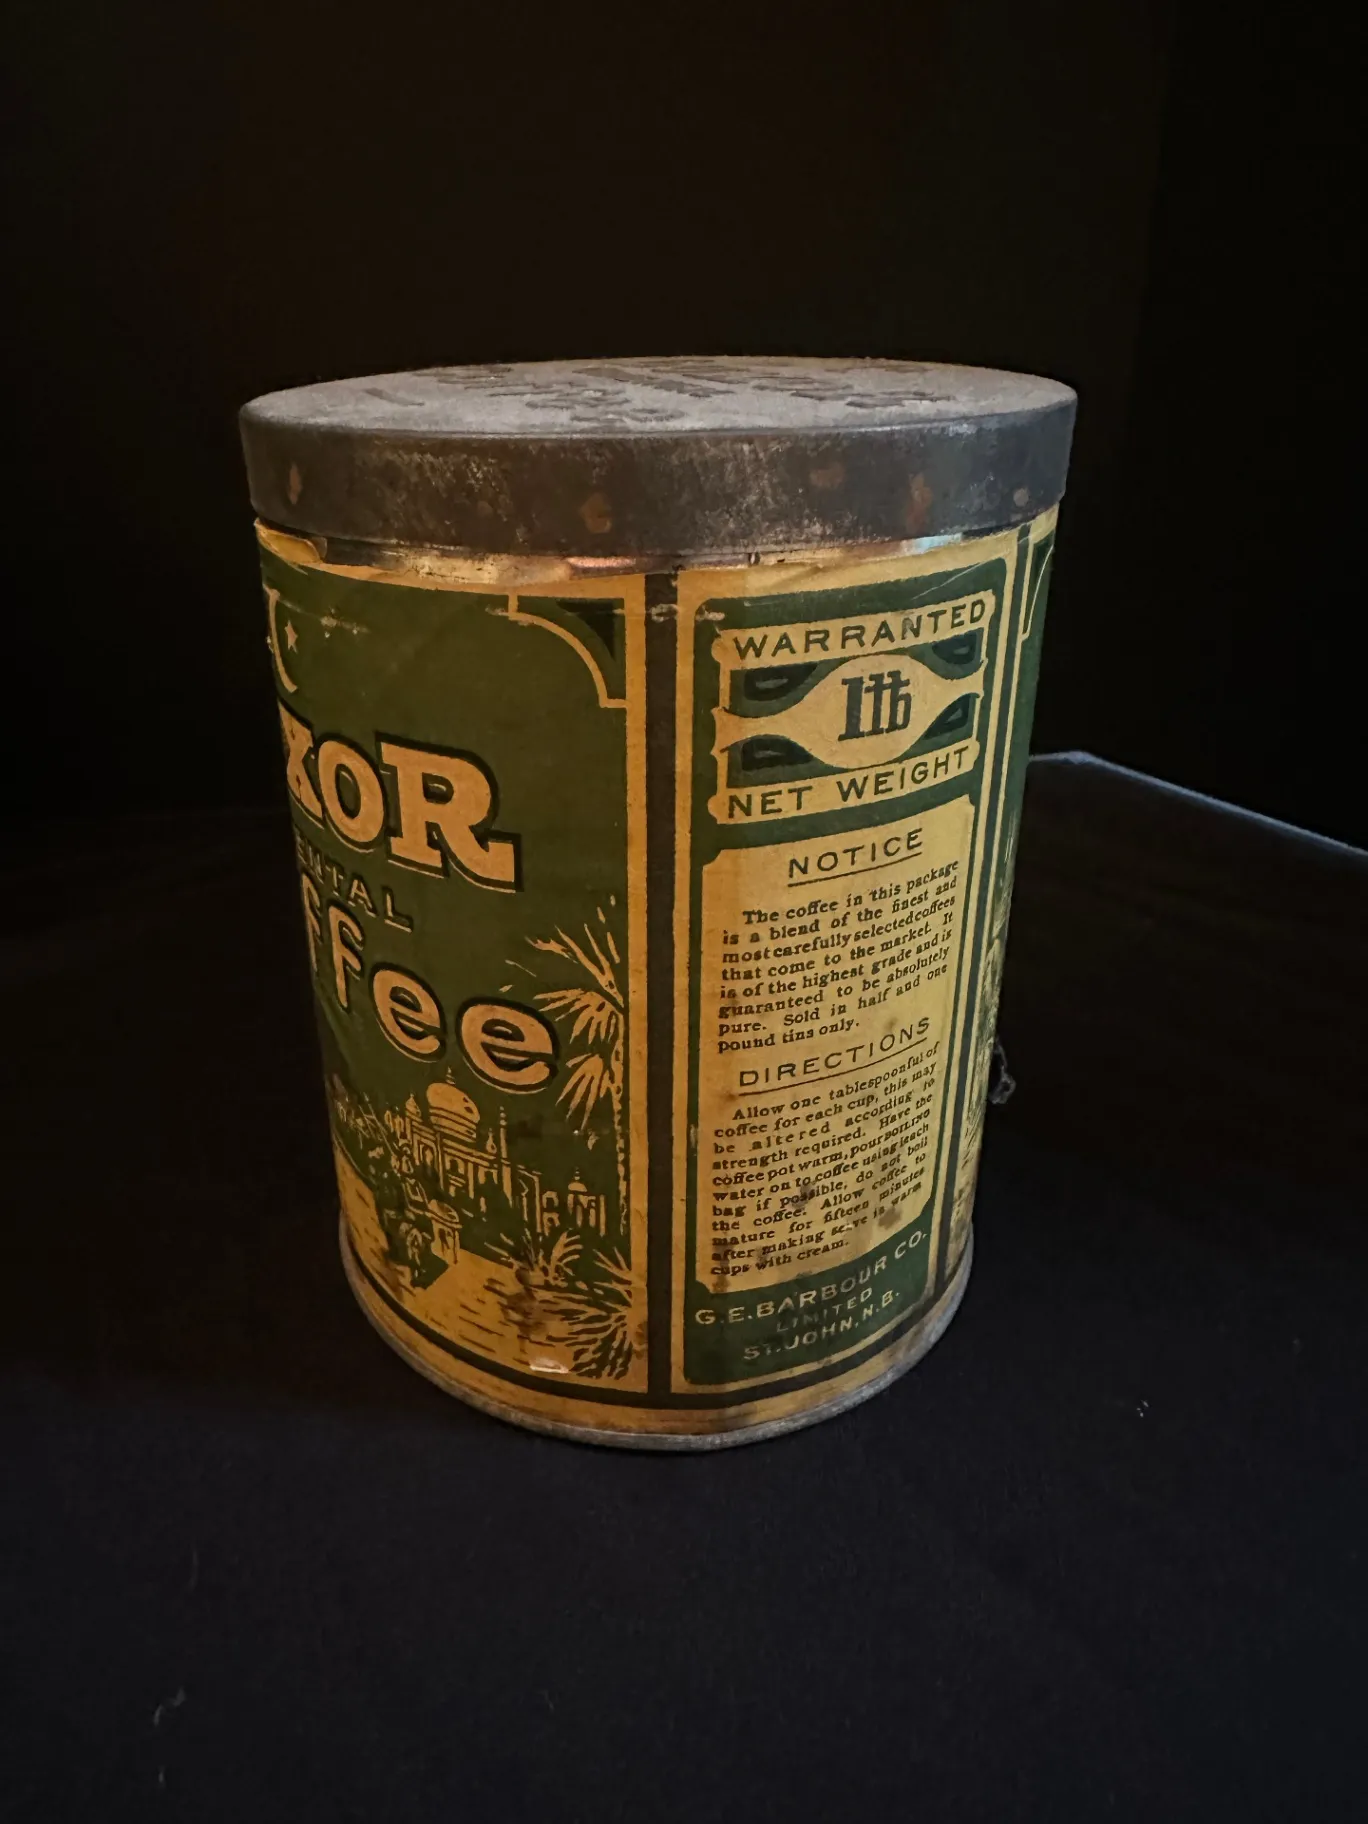 XOR
ENTAL
ffee
WARRANTED
1lb
NET WEIGHT
NOTICE
The coffee in this package
is a blend of the finest and
most carefully selected coffees
that come to the market. It
is of the highest grade and is
guaranteed to be absolutely
pure. Sold in half and one
pound tins only.
DIRECTIONS
Allow one tablespoonful of
coffee for each cup, this may
be altered according to
strength required. Have the
coffee pot warm, pour BOILING
water on to coffee using leach
bag if possible, do not boil
the coffee. Allow coffee to
mature for fifteen minutes
after making serve in warm
cups with cream.
G.E. BARBOUR CO.
LIMITED
ST. JOHN, N.B.